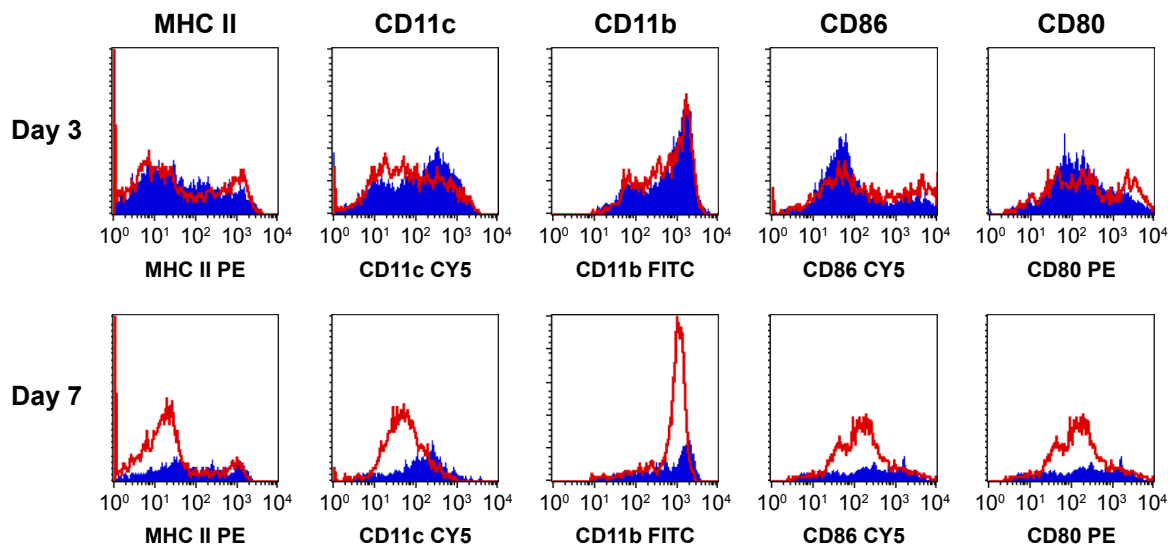 MHC II CD11c CD11b CD86 CD80
Day 3
10⁰ 10¹ 10² 10³ 10⁴ 10⁰ 10¹ 10² 10³ 10⁴ 10⁰ 10¹ 10² 10³ 10⁴ 10⁰ 10¹ 10² 10³ 10⁴ 10⁰ 10¹ 10² 10³ 10⁴
MHC II PE CD11c CY5 CD11b FITC CD86 CY5 CD80 PE
Day 7
10⁰ 10¹ 10² 10³ 10⁴ 10⁰ 10¹ 10² 10³ 10⁴ 10⁰ 10¹ 10² 10³ 10⁴ 10⁰ 10¹ 10² 10³ 10⁴ 10⁰ 10¹ 10² 10³ 10⁴
MHC II PE CD11c CY5 CD11b FITC CD86 CY5 CD80 PE